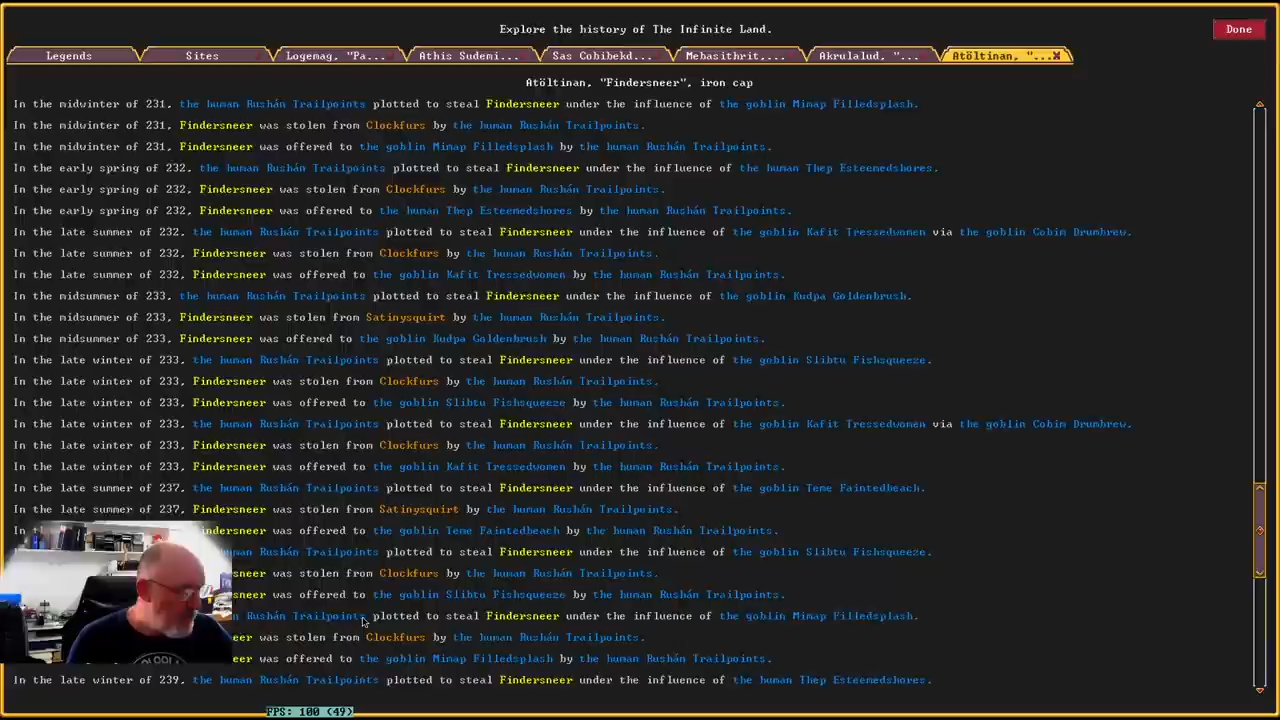 Explore the history of The Infinite Land.
Done
Legends
Sites
Logemag, "Pa...
Athis Sudemi...
Sas Cobibekd...
Mebasithrit,...
Akrulalud, "...
Atöltinan, "...x
Atöltinan, "Findersneer", iron cap
In the midwinter of 231, the human Rushán Trailpoints plotted to steal Findersneer under the influence of the goblin Mimap Filledsplash.
In the midwinter of 231, Findersneer was stolen from Clockfurs by the human Rushán Trailpoints.
In the midwinter of 231, Findersneer was offered to the goblin Mimap Filledsplash by the human Rushán Trailpoints.
In the early spring of 232, the human Rushán Trailpoints plotted to steal Findersneer under the influence of the human Thep Esteemedshores.
In the early spring of 232, Findersneer was stolen from Clockfurs by the human Rushán Trailpoints.
In the early spring of 232, Findersneer was offered to the human Thep Esteemedshores by the human Rushán Trailpoints.
In the late summer of 232, the human Rushán Trailpoints plotted to steal Findersneer under the influence of the goblin Kafit Tressedwomen via the goblin Cobim Drumbrew.
In the late summer of 232, Findersneer was stolen from Clockfurs by the human Rushán Trailpoints.
In the late summer of 232, Findersneer was offered to the goblin Kafit Tressedwomen by the human Rushán Trailpoints.
In the midsummer of 233, the human Rushán Trailpoints plotted to steal Findersneer under the influence of the goblin Kudpa Goldenbrush.
In the midsummer of 233, Findersneer was stolen from Satinysquirt by the human Rushán Trailpoints.
In the midsummer of 233, Findersneer was offered to the goblin Kudpa Goldenbrush by the human Rushán Trailpoints.
In the late winter of 233, the human Rushán Trailpoints plotted to steal Findersneer under the influence of the goblin Slibtu Fishsqueeze.
In the late winter of 233, Findersneer was stolen from Clockfurs by the human Rushán Trailpoints.
In the late winter of 233, Findersneer was offered to the goblin Slibtu Fishsqueeze by the human Rushán Trailpoints.
In the late winter of 233, the human Rushán Trailpoints plotted to steal Findersneer under the influence of the goblin Kafit Tressedwomen via the goblin Cobim Drumbrew.
In the late winter of 233, Findersneer was stolen from Clockfurs by the human Rushán Trailpoints.
In the late winter of 233, Findersneer was offered to the goblin Kafit Tressedwomen by the human Rushán Trailpoints.
In the late summer of 237, the human Rushán Trailpoints plotted to steal Findersneer under the influence of the goblin Teme Faintedbeach.
In the late summer of 237, Findersneer was stolen from Satinysquirt by the human Rushán Trailpoints.
In ndersneer was offered to the goblin Teme Faintedbeach by the human Rushán Trailpoints.
n Rushán Trailpoints plotted to steal Findersneer under the influence of the goblin Slibtu Fishsqueeze.
sneer was stolen from Clockfurs by the human Rushán Trailpoints.
sneer was offered to the goblin Slibtu Fishsqueeze by the human Rushán Trailpoints.
n Rushán Trailpoints plotted to steal Findersneer under the influence of the goblin Mimap Filledsplash.
eer was stolen from Clockfurs by the human Rushán Trailpoints.
eer was offered to the goblin Mimap Filledsplash by the human Rushán Trailpoints.
In the late winter of 239, the human Rushán Trailpoints plotted to steal Findersneer under the influence of the human Thep Esteemedshores.
FPS: 100 (49)